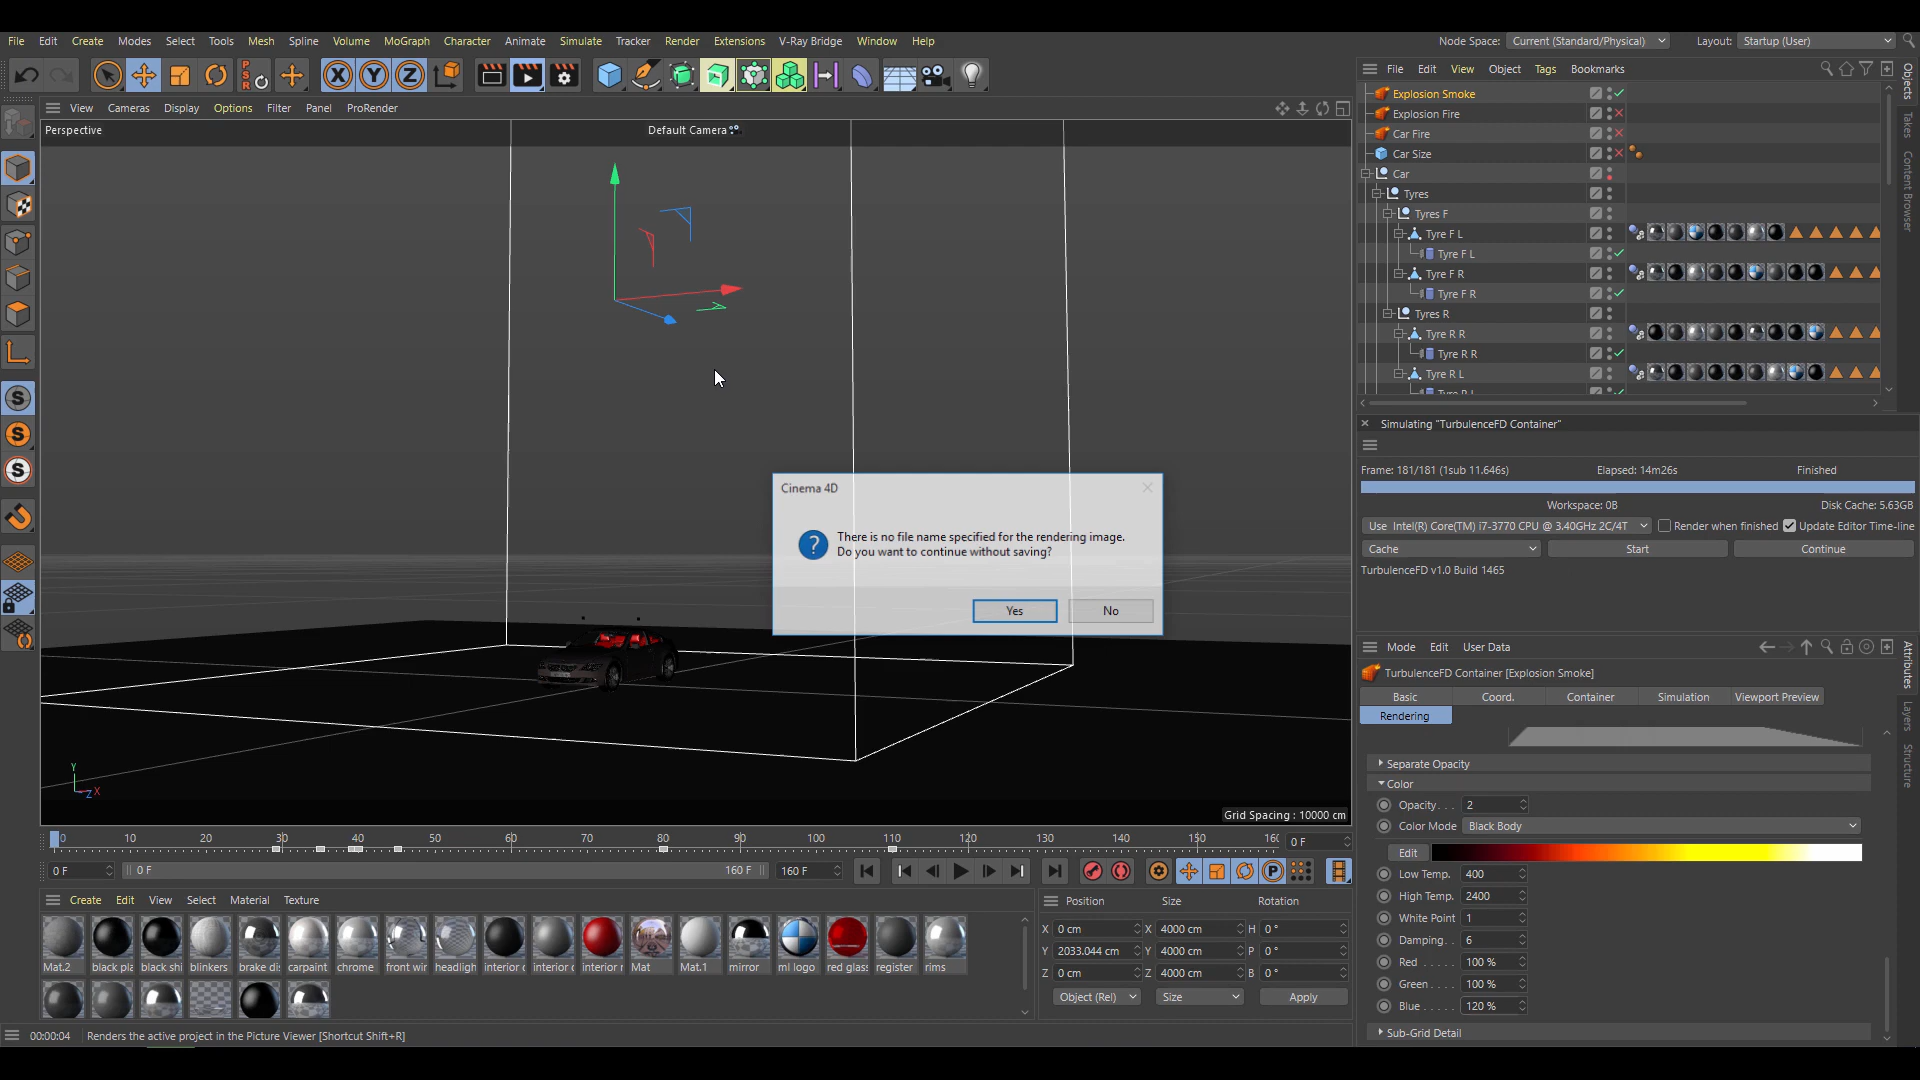 File Edit Create Modes Select Tools Mesh Spline Volume MoGraph Character Animate Simulate Tracker Render Extensions V-Ray Bridge Window Help
Node Space: Current (Standard/Physical) Layout: Startup (User)
View Cameras Display Options Filter Panel ProRender
Perspective
Default Camera
Grid Spacing : 10000 cm
Cinema 4D
There is no file name specified for the rendering image.
Do you want to continue without saving?
Yes No
0 10 20 30 40 50 60 70 80 90 100 110 120 130 140 150 0 F
0 F 0 F 160 F 160 F
Create Edit View Select Material Texture
Mat.2 black pla black shi blinkers brake di carpaint chrome front wir headligh interior interior interior r Mat Mat.1 mirror ml logo red glass register rims
Position Size Rotation
X 0 cm X 4000 cm H 0 °
Y 2033.044 cm Y 4000 cm P 0 °
Z 0 cm Z 4000 cm B 0 °
Object (Rel) Size Apply
00:00:04 Renders the active project in the Picture Viewer [Shortcut Shift+R]
File Edit View Object Tags Bookmarks
Explosion Smoke
Explosion Fire
Car Fire
Car Size
Car
Tyres
Tyres F
Tyre F L
Tyre F L
Tyre F R
Tyre F R
Tyres R
Tyre R R
Tyre R R
Tyre R L
Tyre R L
Simulating "TurbulenceFD Container"
Frame: 181/181 (1sub 11.646s) Elapsed: 14m26s Finished
Workspace: 0B Disk Cache: 5.63GB
Use Intel(R) Core(TM) i7-3770 CPU @ 3.40GHz 2C/4T Render when finished Update Editor Time-line
Cache Start Continue
TurbulenceFD v1.0 Build 1465
Mode Edit User Data
TurbulenceFD Container [Explosion Smoke]
Basic Coord. Container Simulation Viewport Preview
Rendering
Separate Opacity
Color
Opacity. . . 2
Color Mode Black Body
Edit
Low Temp. 400
High Temp. 2400
White Point 1
Damping. . 6
Red . . . . . 100 %
Green . . . . 100 %
Blue . . . . . 120 %
Sub-Grid Detail
Objects
Takes
Content Browser
Attributes
Layers
Structure